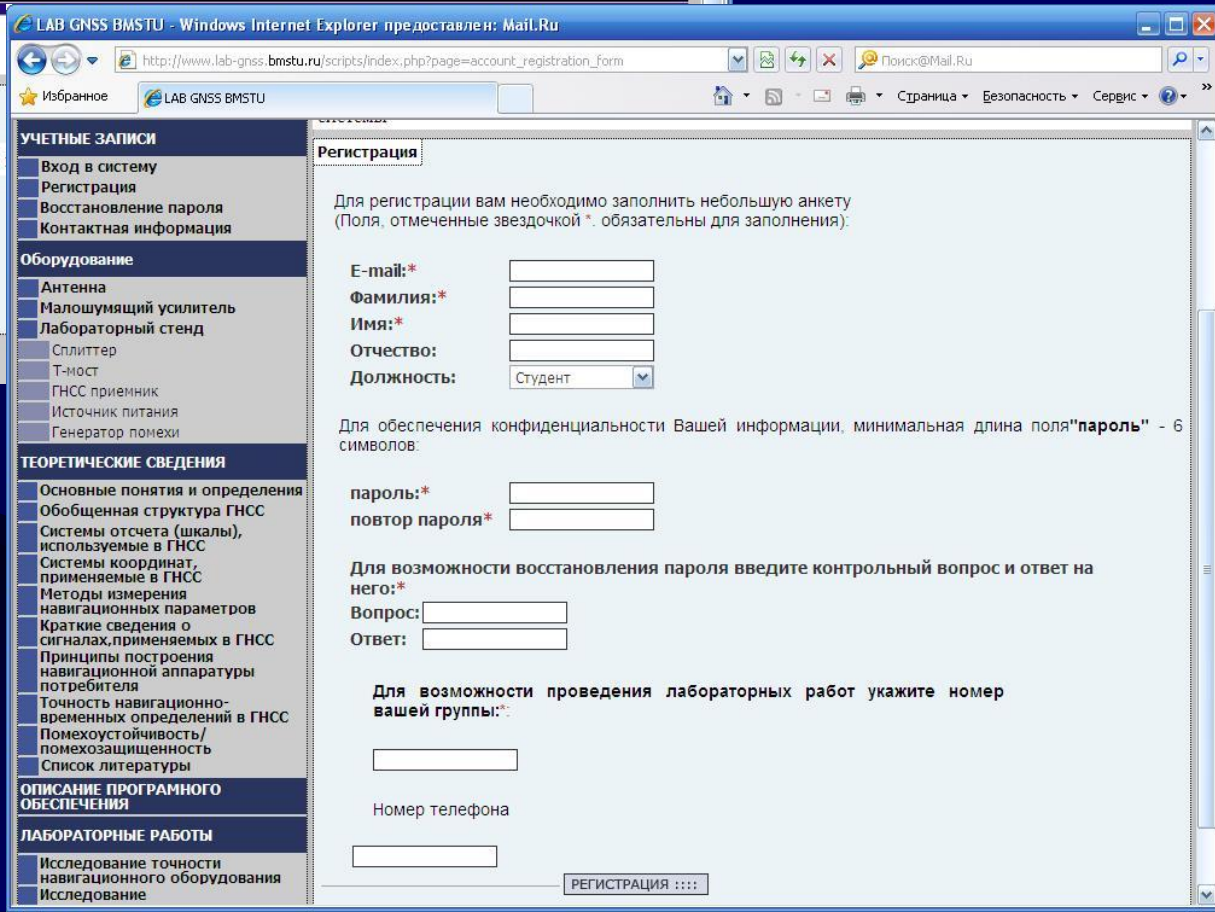 LAB GNSS BMSTU - Windows Internet Explorer предоставлен: Mail.Ru
http://www.lab-gnss.bmstu.ru/scripts/index.php?page=account_registration_form
Поиск@Mail.Ru
Избранное
LAB GNSS BMSTU
Страница
Безопасность
Сервис
»
УЧЕТНЫЕ ЗАПИСИ
Вход в систему
Регистрация
Восстановление пароля
Контактная информация
Оборудование
Антенна
Малошумящий усилитель
Лабораторный стенд
Сплиттер
Т-мост
ГНСС приемник
Источник питания
Генератор помехи
ТЕОРЕТИЧЕСКИЕ СВЕДЕНИЯ
Основные понятия и определения
Обобщенная структура ГНСС
Системы отсчета (шкалы),
используемые в ГНСС
Системы координат,
применяемые в ГНСС
Методы измерения
навигационных параметров
Краткие сведения о
сигналах,применяемых в ГНСС
Принципы построения
навигационной аппаратуры
потребителя
Точность навигационно-
временных определений в ГНСС
Помехоустойчивость/
помехозащищенность
Список литературы
ОПИСАНИЕ ПРОГРАМНОГО
ОБЕСПЕЧЕНИЯ
ЛАБОРАТОРНЫЕ РАБОТЫ
Исследование точности
навигационного оборудования
Исследование
Регистрация
Для регистрации вам необходимо заполнить небольшую анкету
(Поля, отмеченные звездочкой *. обязательны для заполнения):
E-mail:*
Фамилия:*
Имя:*
Отчество:
Должность: Студент
Для обеспечения конфиденциальности Вашей информации, минимальная длина поля"пароль" - 6
символов:
пароль:*
повтор пароля*
Для возможности восстановления пароля введите контрольный вопрос и ответ на
него:*
Вопрос:
Ответ:
Для возможности проведения лабораторных работ укажите номер
вашей группы:*:
Номер телефона
РЕГИСТРАЦИЯ ::::